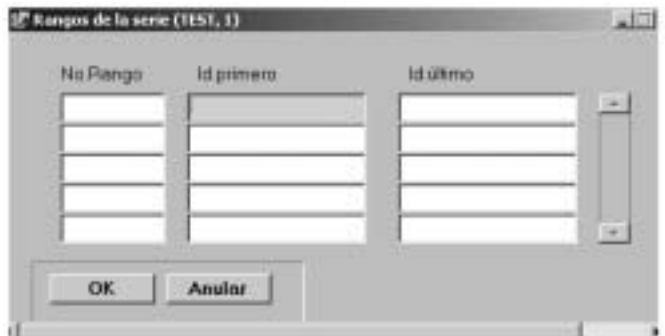 Rangos de la serie (TEST, 1)
No Rango Id primero Id último
OK Anular